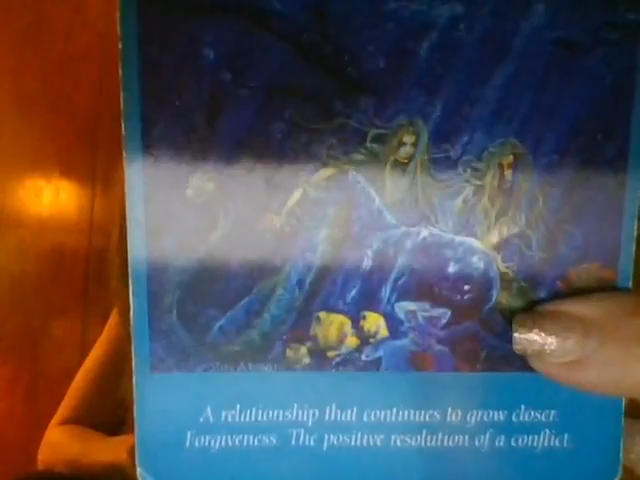 A relationship that continues to grow closer.
Forgiveness. The positive resolution of a conflict.